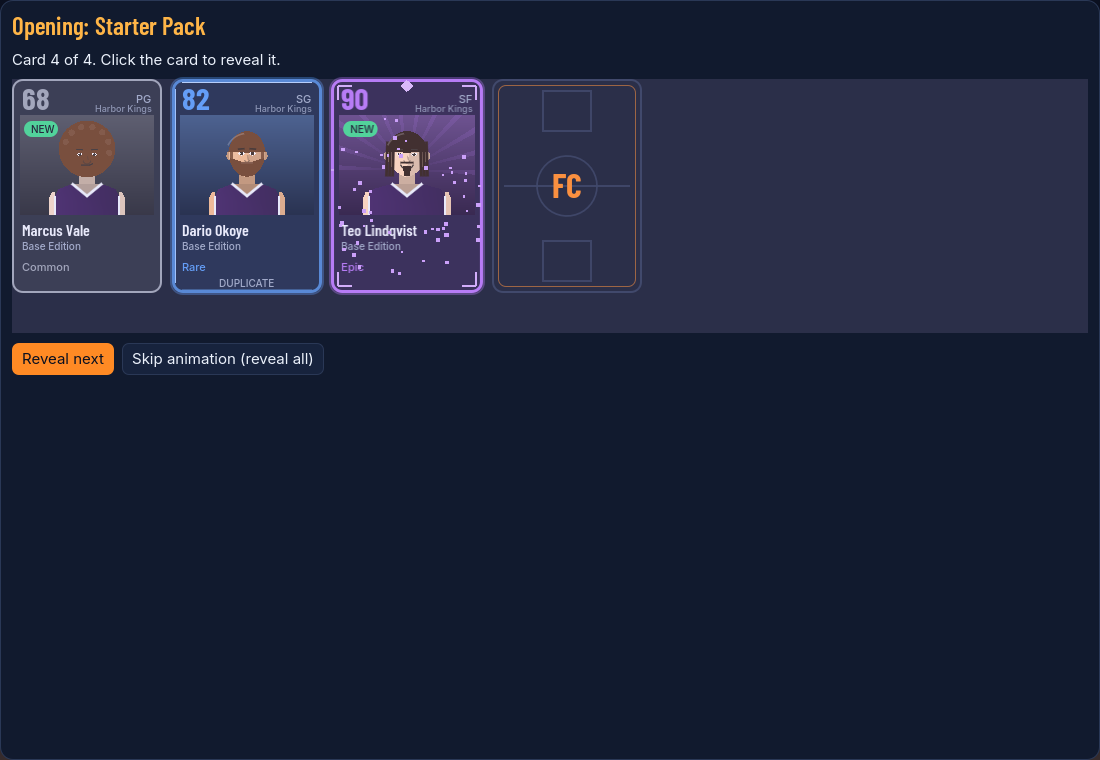 Opening: Starter Pack
Card 4 of 4. Click the card to reveal it.
68
PG
Harbor Kings
NEW
Marcus Vale
Base Edition
Common
82
SG
Harbor Kings
Dario Okoye
Base Edition
Rare
DUPLICATE
90
SF
Harbor Kings
NEW
Teo Lindqvist
Base Edition
Epic
FC
Reveal next
Skip animation (reveal all)